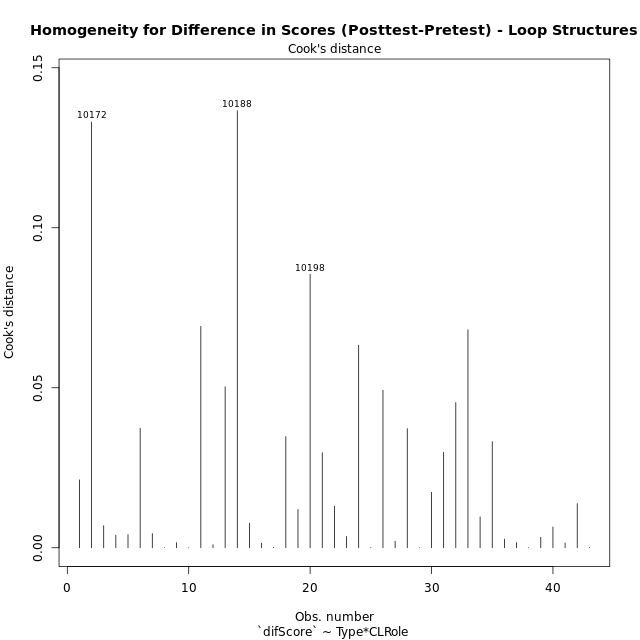 Homogeneity for Difference in Scores (Posttest-Pretest) - Loop Structures
Cook's distance
0.15
0.10
0.05
0.00
Cook's distance
10172
10188
10198
0 10 20 30 40
Obs. number
`difScore` ~ Type*CLRole